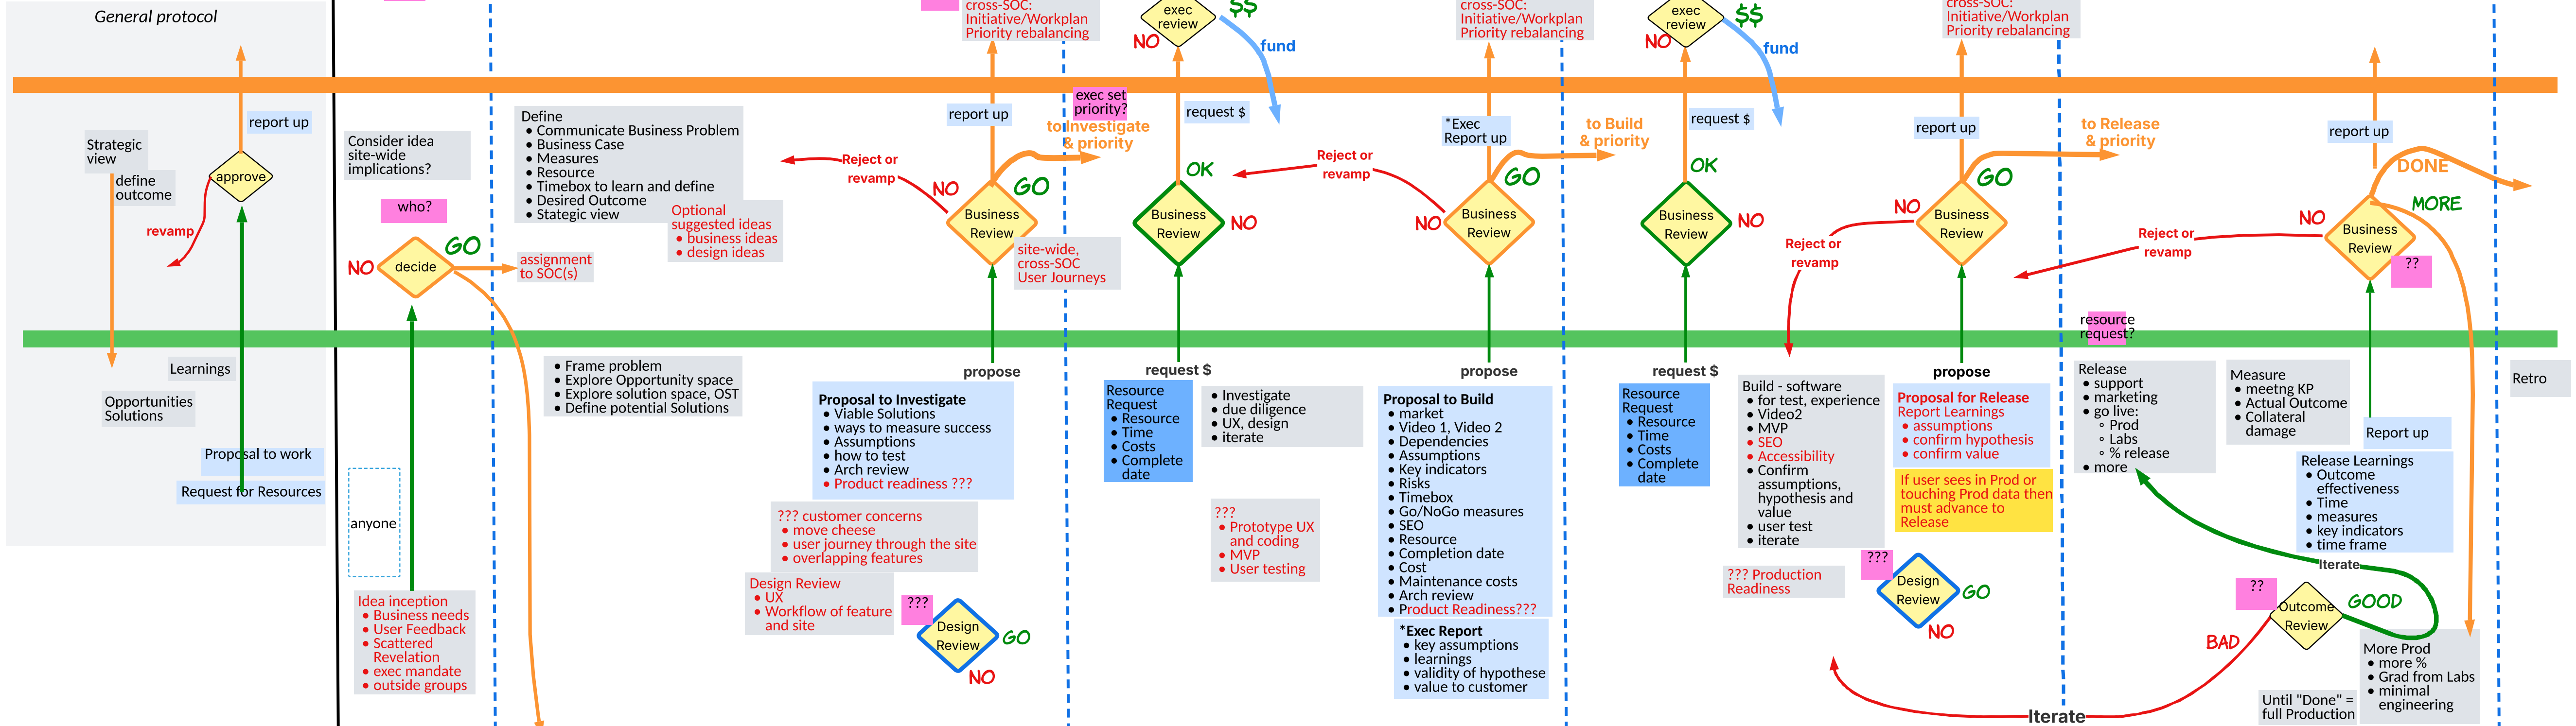 General protocol
report up
Strategic
view
define
outcome
approve
revamp
Learnings
Opportunities
Solutions
Proposal to work
Request for Resources
Consider idea
site-wide
implications?
who?
GO
NO
decide
assignment
to SOC(s)
anyone
Idea inception
• Business needs
• User Feedback
• Scattered
Revelation
• exec mandate
• outside groups
Define
• Communicate Business Problem
• Business Case
• Measures
• Resource
• Timebox to learn and define
• Desired Outcome
• Stategic view
Optional
suggested ideas
• business ideas
• design ideas
• Frame problem
• Explore Opportunity space
• Explore solution space, OST
• Define potential Solutions
cross-SOC:
Initiative/Workplan
Priority rebalancing
report up
exec set
priority?
to Investigate
& priority
Reject or
revamp
NO
GO
Business
Review
site-wide,
cross-SOC
User Journeys
propose
Proposal to Investigate
• Viable Solutions
• ways to measure success
• Assumptions
• how to test
• Arch review
• Product readiness ???
??? customer concerns
• move cheese
• user journey through the site
• overlapping features
Design Review
• UX
• Workflow of feature
and site
???
Design
Review
GO
NO
exec
review
$$
NO
fund
request $
OK
Business
Review
NO
request $
Resource
Request
• Resource
• Time
• Costs
• Complete
date
• Investigate
• due diligence
• UX, design
• iterate
???
• Prototype UX
and coding
• MVP
• User testing
cross-SOC:
Initiative/Workplan
Priority rebalancing
*Exec
Report up
to Build
& priority
Reject or
revamp
GO
NO
Business
Review
propose
Proposal to Build
• market
• Video 1, Video 2
• Dependencies
• Assumptions
• Key indicators
• Risks
• Timebox
• Go/NoGo measures
• SEO
• Resource
• Completion date
• Cost
• Maintenance costs
• Arch review
• Product Readiness???
*Exec Report
• key assumptions
• learnings
• validity of hypothese
• value to customer
exec
review
$$
NO
fund
request $
OK
Business
Review
NO
request $
Resource
Request
• Resource
• Time
• Costs
• Complete
date
Build - software
• for test, experience
• Video2
• MVP
• SEO
• Accessibility
• Confirm
assumptions,
hypothesis and
value
• user test
• iterate
??? Production
Readiness
cross-SOC:
Initiative/Workplan
Priority rebalancing
report up
to Release
& priority
GO
NO
Business
Review
Reject or
revamp
propose
Proposal for Release
Report Learnings
• assumptions
• confirm hypothesis
• confirm value
If user sees in Prod or
touching Prod data then
must advance to
Release
???
Design
Review
GO
NO
resource
request?
Release
• support
• marketing
• go live:
◦ Prod
◦ Labs
◦ % release
• more
report up
DONE
MORE
NO
Business
Review
??
Reject or
revamp
Measure
• meetng KP
• Actual Outcome
• Collateral
damage
Report up
Release Learnings
• Outcome
effectiveness
• Time
• measures
• key indicators
• time frame
Iterate
??
Outcome
Review
GOOD
BAD
Iterate
More Prod
• more %
• Grad from Labs
• minimal
engineering
Until "Done" =
full Production
Retro